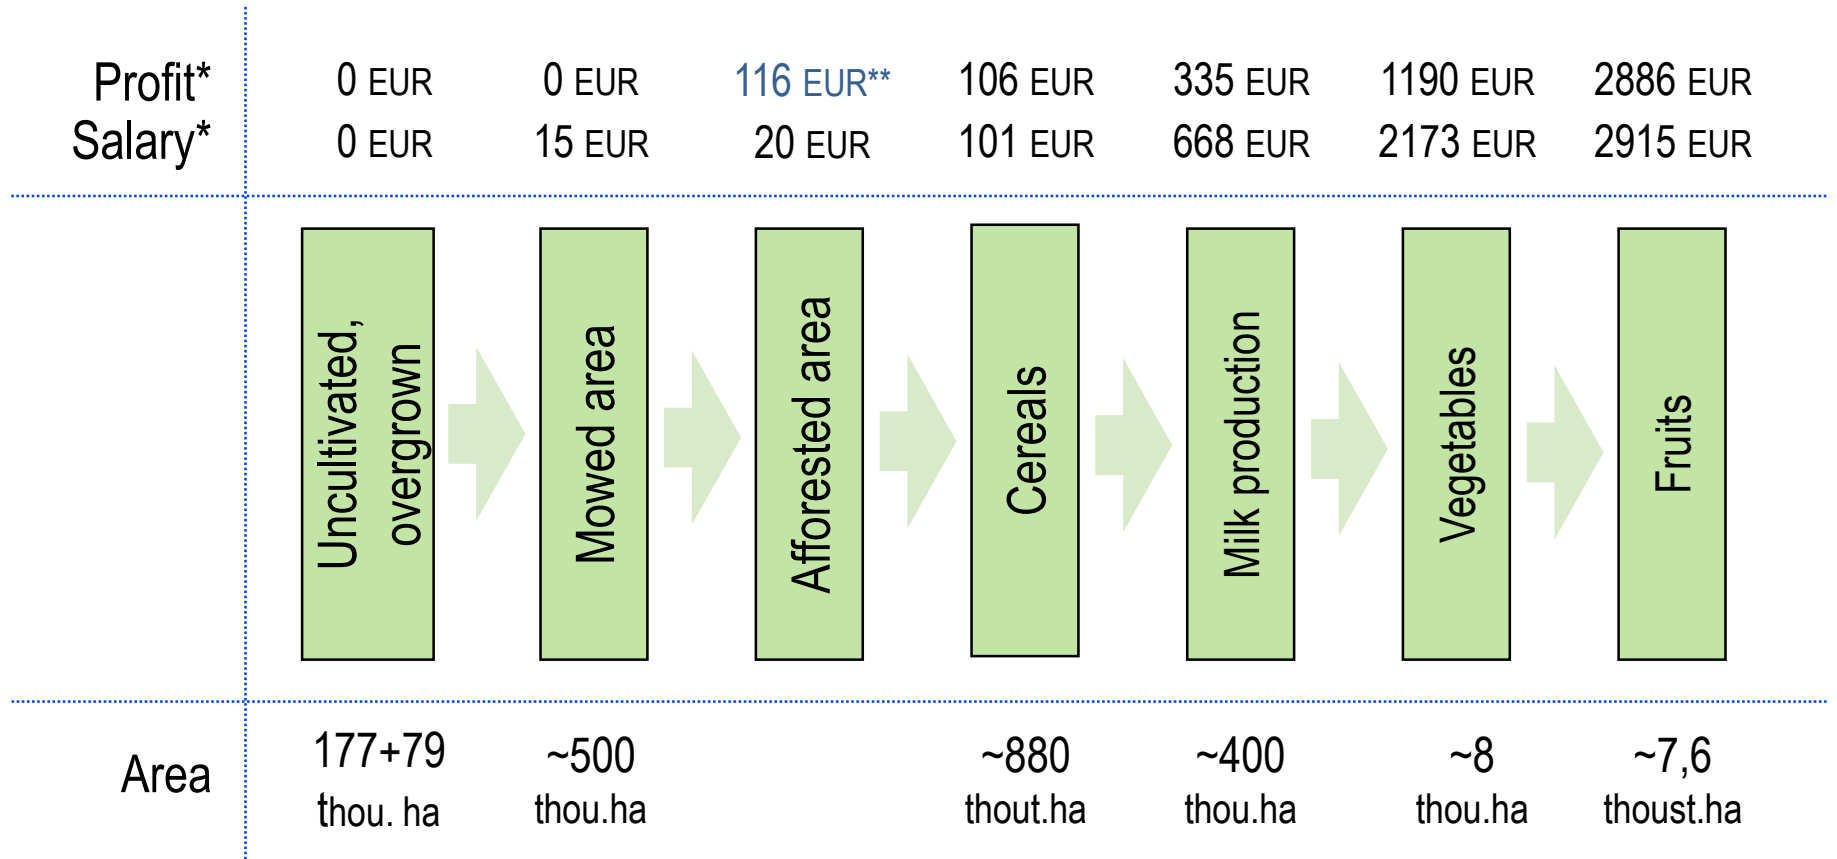 Profit* 0 EUR 0 EUR 116 EUR** 106 EUR 335 EUR 1190 EUR 2886 EUR
Salary* 0 EUR 15 EUR 20 EUR 101 EUR 668 EUR 2173 EUR 2915 EUR
Uncultivated,
overgrown
Mowed area
Afforested area
Cereals
Milk production
Vegetables
Fruits
Area
177+79 ~500 ~880 ~400 ~8 ~7,6
thou. ha thou.ha thout.ha thou.ha thou.ha thoust.ha